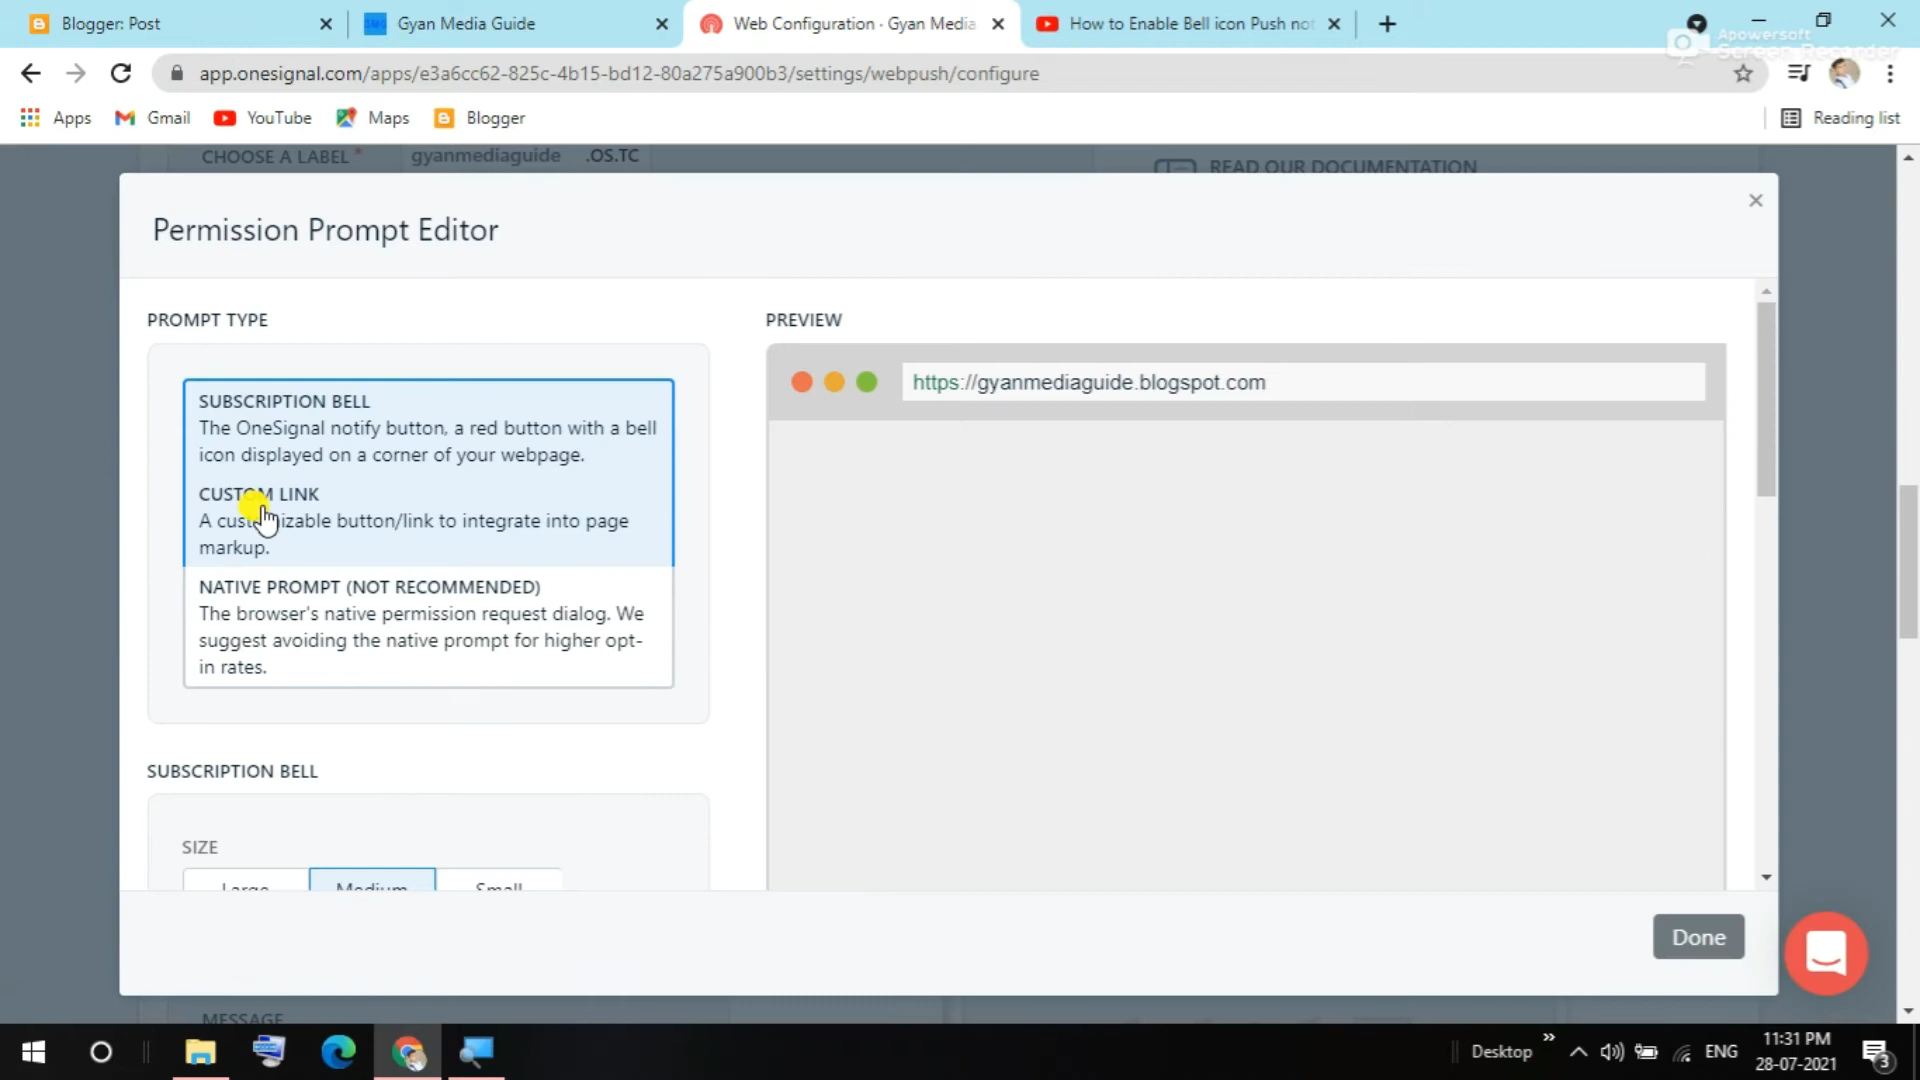 Blogger: Post
Gyan Media Guide
Web Configuration · Gyan Media
How to Enable Bell icon Push not
Apowersoft
Screen Recorder
app.onesignal.com/apps/e3a6cc62-825c-4b15-bd12-80a275a900b3/settings/webpush/configure
Apps
Gmail
YouTube
Maps
Blogger
Reading list
CHOOSE A LABEL *
gyanmediaguide
.OS.TC
READ OUR DOCUMENTATION
Permission Prompt Editor
PROMPT TYPE
PREVIEW
https://gyanmediaguide.blogspot.com
SUBSCRIPTION BELL
The OneSignal notify button, a red button with a bell
icon displayed on a corner of your webpage.
CUSTOM LINK
A customizable button/link to integrate into page
markup.
NATIVE PROMPT (NOT RECOMMENDED)
The browser's native permission request dialog. We
suggest avoiding the native prompt for higher opt-
in rates.
SUBSCRIPTION BELL
SIZE
Large
Medium
Small
Done
MESSAGE
Desktop
ENG
11:31 PM
28-07-2021
3